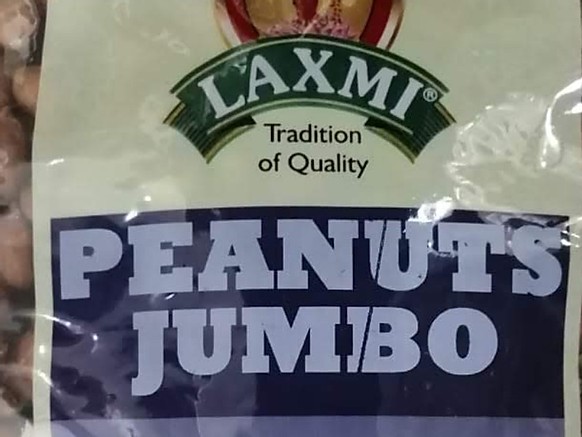 LAXMI®
Tradition
of Quality
PEANUTS
JUMBO